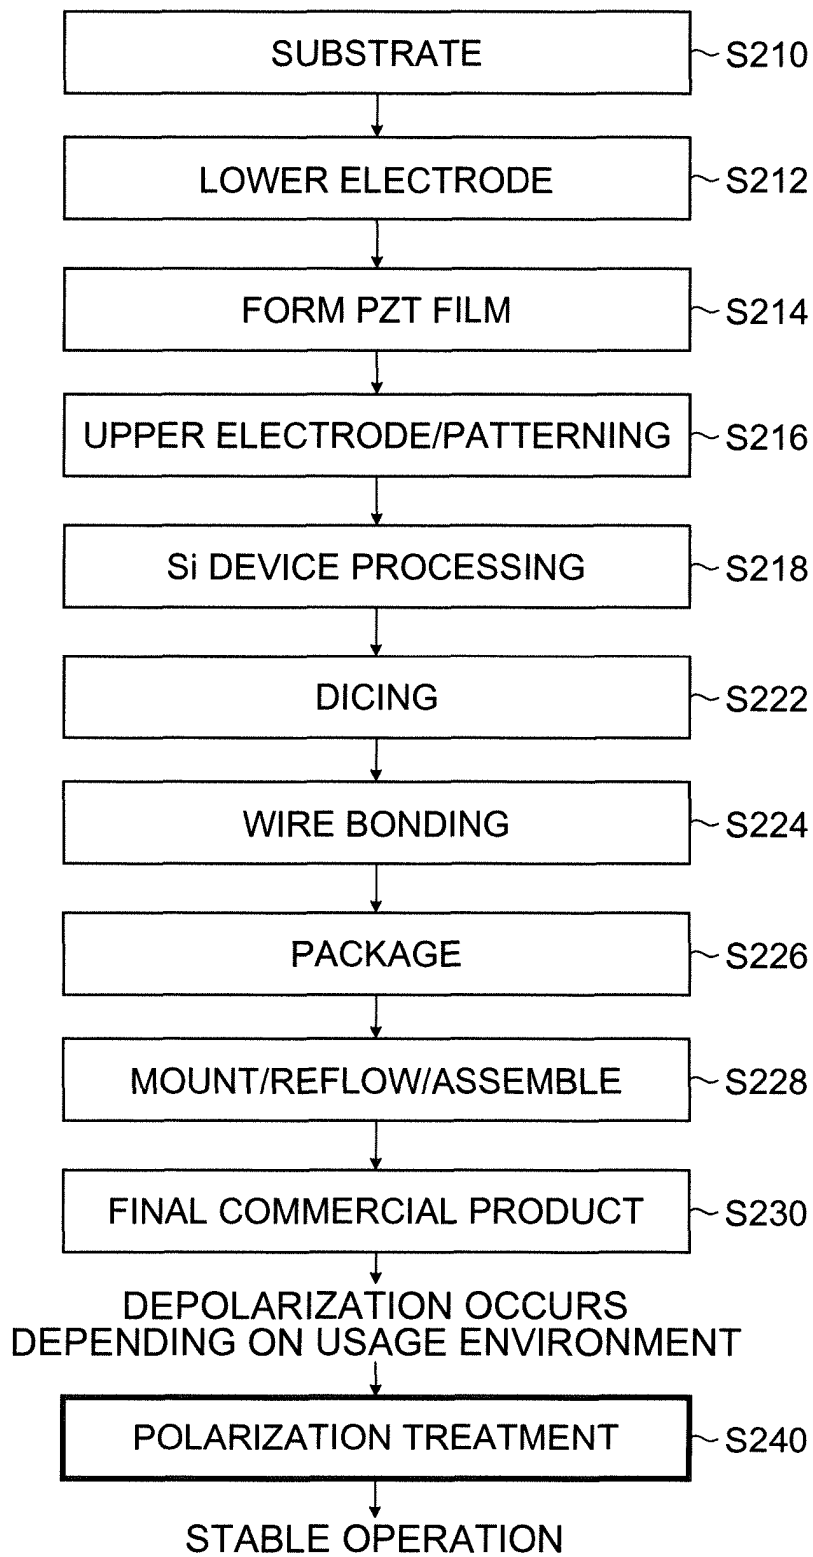 SUBSTRATE S210
LOWER ELECTRODE S212
FORM PZT FILM S214
UPPER ELECTRODE/PATTERNING S216
Si DEVICE PROCESSING S218
DICING S222
WIRE BONDING S224
PACKAGE S226
MOUNT/REFLOW/ASSEMBLE S228
FINAL COMMERCIAL PRODUCT S230
DEPOLARIZATION OCCURS
DEPENDING ON USAGE ENVIRONMENT
POLARIZATION TREATMENT S240
STABLE OPERATION